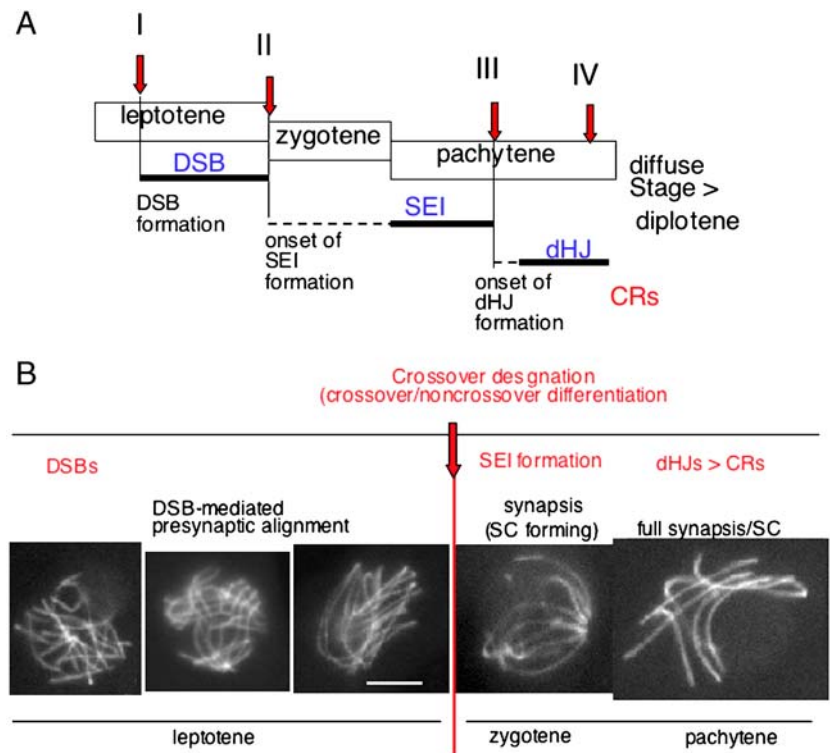 A
I
II
III
IV
leptotene
zygotene
pachytene
diffuse
Stage >
diplotene
DSB
DSB
formation
SEI
onset of
SEI
formation
dHJ
onset of
dHJ
formation
CRs
B
Crossover desgnation
(crossover/noncrossover differentiation
DSBs
SEI formation
dHJs > CRs
DSB-mediated
presynaptic alignment
synapsis
(SC forming)
full synapsis/SC
leptotene
zygotene
pachytene